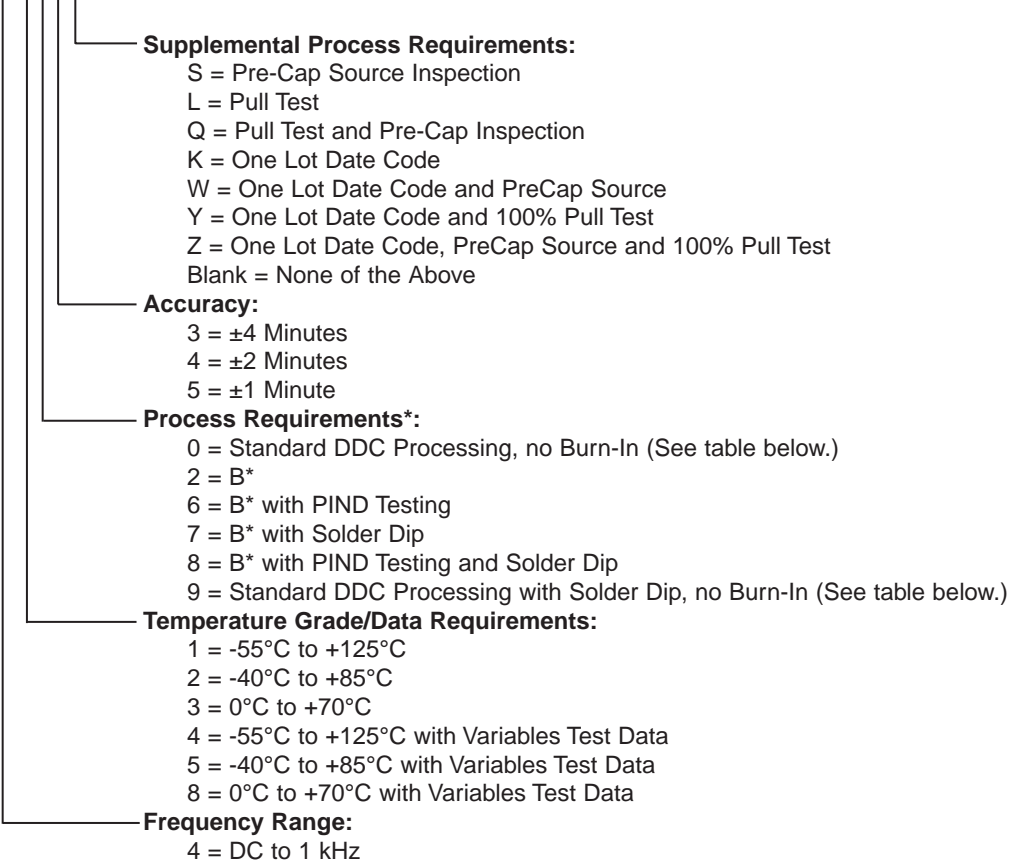 Supplemental Process Requirements:
S = Pre-Cap Source Inspection
L = Pull Test
Q = Pull Test and Pre-Cap Inspection
K = One Lot Date Code
W = One Lot Date Code and PreCap Source
Y = One Lot Date Code and 100% Pull Test
Z = One Lot Date Code, PreCap Source and 100% Pull Test
Blank = None of the Above
Accuracy:
3 = ±4 Minutes
4 = ±2 Minutes
5 = ±1 Minute
Process Requirements*:
0 = Standard DDC Processing, no Burn-In (See table below.)
2 = B*
6 = B* with PIND Testing
7 = B* with Solder Dip
8 = B* with PIND Testing and Solder Dip
9 = Standard DDC Processing with Solder Dip, no Burn-In (See table below.)
Temperature Grade/Data Requirements:
1 = -55°C to +125°C
2 = -40°C to +85°C
3 = 0°C to +70°C
4 = -55°C to +125°C with Variables Test Data
5 = -40°C to +85°C with Variables Test Data
8 = 0°C to +70°C with Variables Test Data
Frequency Range:
4 = DC to 1 kHz